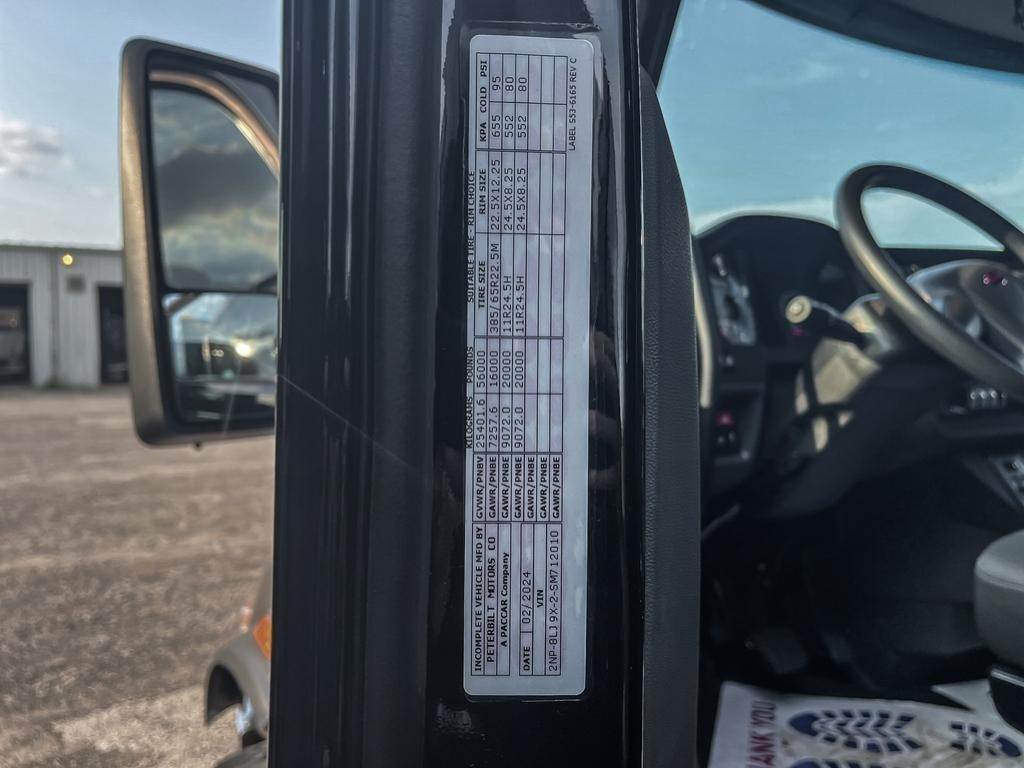 INCOMPLETE VEHICLE MFD BY
PETERBILT MOTORS CO
A PACCAR Company
DATE 02/2024
VIN
2NP-8LJ9X-2-SM712010
KILOGRAMS POUNDS SUITABLE TIRE - RIM CHOICE
TIRE SIZE RIM SIZE KPA COLD PSI
GVWR/PNBV 25401.6 56000
GAWR/PNBE 7257.6 16000 385/65R22.5M 22.5X12.25 655 95
GAWR/PNBE 9072.0 20000 11R24.5H 24.5X8.25 552 80
GAWR/PNBE 9072.0 20000 11R24.5H 24.5X8.25 552 80
GAWR/PNBE
GAWR/PNBE
GAWR/PNBE
LABEL 553-6165 REV C
YOU